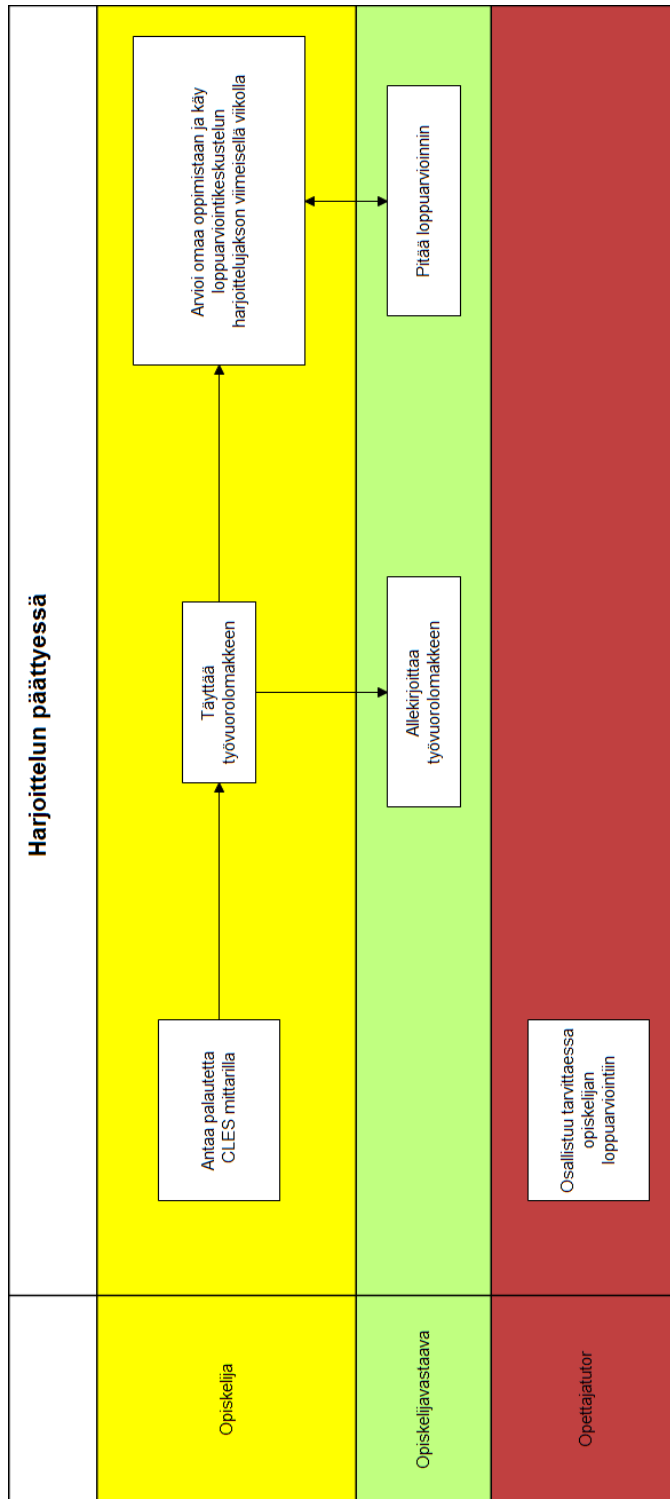 Harjoittelun päättyessä
Opiskelija
Antaa palautetta
CLES mittarilla
Täyttää
työvuorolomakkeen
Arvioi omaa oppimistaan ja käy
loppuarviointikeskustelun
harjoittelujakson viimeisellä viikolla
Opiskelijavastaava
Allekirjoittaa
työvuorolomakkeen
Pitää loppuarvioinnin
Opettajatutor
Osallistuu tarvittaessa
opiskelijan
loppuarviointiin